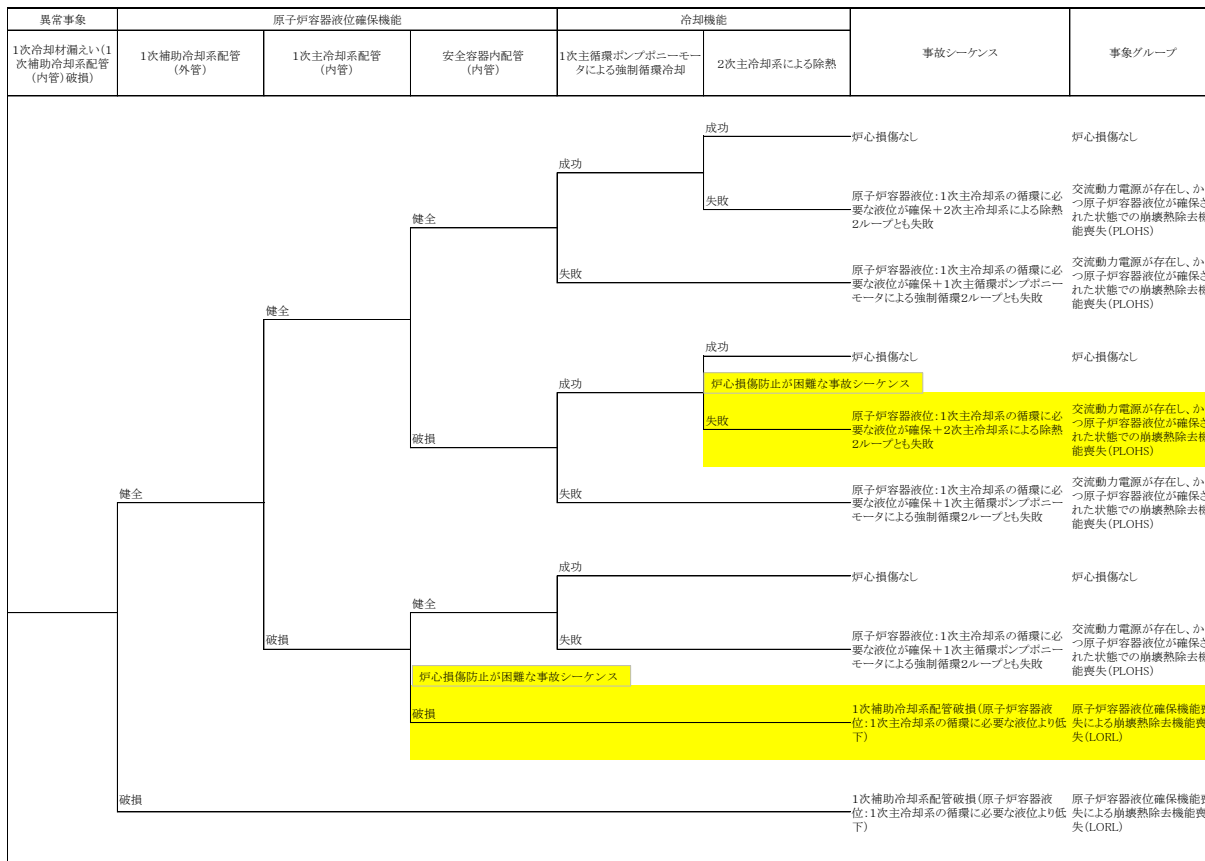 異常事象
原子炉容器液位確保機能
冷却機能
事故シーケンス
事象グループ
1次冷却材漏えい(1
次補助冷却系配管
(内管)破損)
1次補助冷却系配管
(外管)
1次主冷却系配管
(内管)
安全容器内配管
(内管)
1次主循環ポンプポニーモー
タによる強制循環冷却
2次主冷却系による除熱
成功
炉心損傷なし
炉心損傷なし
成功
失敗
原子炉容器液位:1次主冷却系の循環に必
要な液位が確保+2次主冷却系による除熱
2ループとも失敗
交流動力電源が存在し、か
つ原子炉容器液位が確保さ
れた状態での崩壊熱除去機
能喪失(PLOHS)
健全
失敗
原子炉容器液位:1次主冷却系の循環に必
要な液位が確保+1次主循環ポンプポニー
モータによる強制循環2ループとも失敗
交流動力電源が存在し、か
つ原子炉容器液位が確保さ
れた状態での崩壊熱除去機
能喪失(PLOHS)
健全
成功
炉心損傷なし
炉心損傷なし
成功
炉心損傷防止が困難な事故シーケンス
失敗
原子炉容器液位:1次主冷却系の循環に必
要な液位が確保+2次主冷却系による除熱
2ループとも失敗
交流動力電源が存在し、か
つ原子炉容器液位が確保さ
れた状態での崩壊熱除去機
能喪失(PLOHS)
破損
健全
失敗
原子炉容器液位:1次主冷却系の循環に必
要な液位が確保+1次主循環ポンプポニー
モータによる強制循環2ループとも失敗
交流動力電源が存在し、か
つ原子炉容器液位が確保さ
れた状態での崩壊熱除去機
能喪失(PLOHS)
成功
炉心損傷なし
炉心損傷なし
健全
破損
失敗
原子炉容器液位:1次主冷却系の循環に必
要な液位が確保+1次主循環ポンプポニー
モータによる強制循環2ループとも失敗
交流動力電源が存在し、か
つ原子炉容器液位が確保さ
れた状態での崩壊熱除去機
能喪失(PLOHS)
炉心損傷防止が困難な事故シーケンス
破損
1次補助冷却系配管破損(原子炉容器液
位:1次主冷却系の循環に必要な液位より低
下)
原子炉容器液位確保機能喪
失による崩壊熱除去機能喪
失(LORL)
破損
1次補助冷却系配管破損(原子炉容器液
位:1次主冷却系の循環に必要な液位より低
下)
原子炉容器液位確保機能喪
失による崩壊熱除去機能喪
失(LORL)